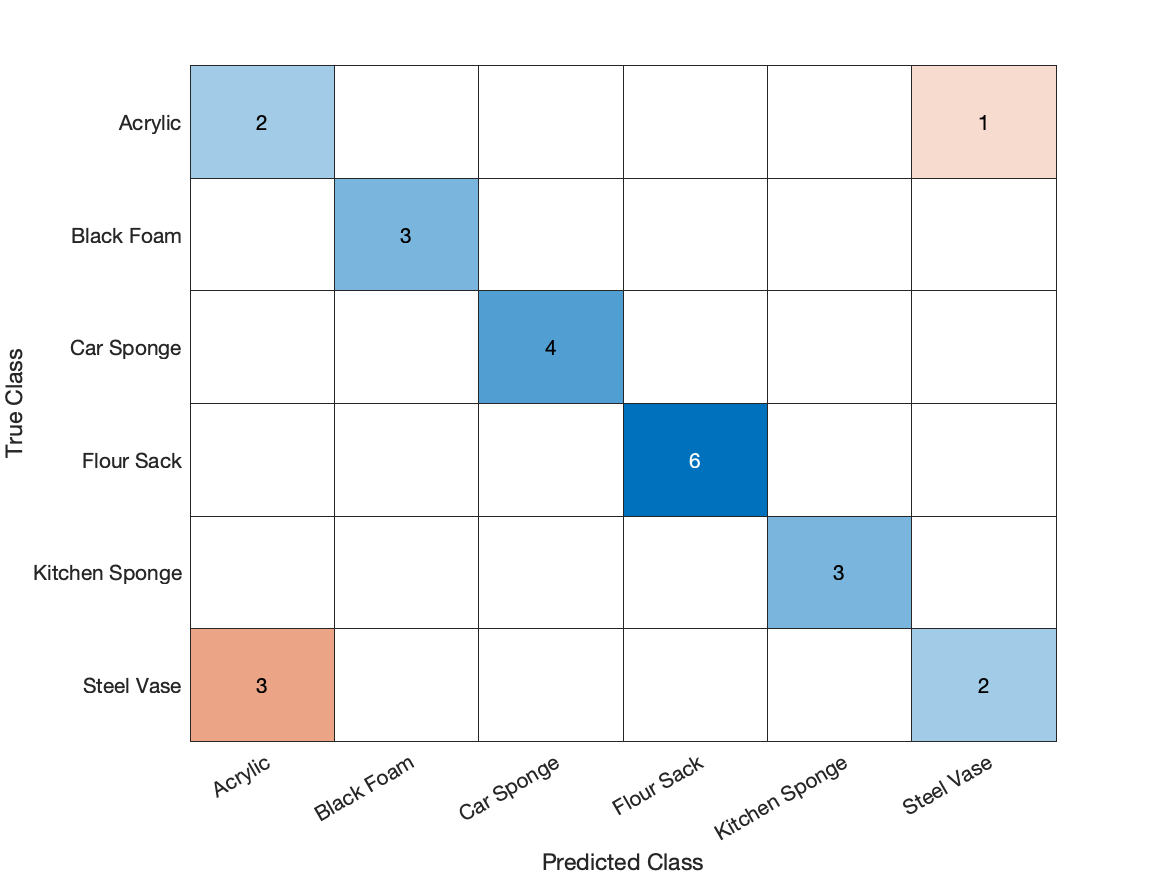 Acrylic 2 1
Black Foam 3
Car Sponge 4
Flour Sack 6
Kitchen Sponge 3
Steel Vase 3 2
True Class
Acrylic Black Foam Car Sponge Flour Sack Kitchen Sponge Steel Vase
Predicted Class